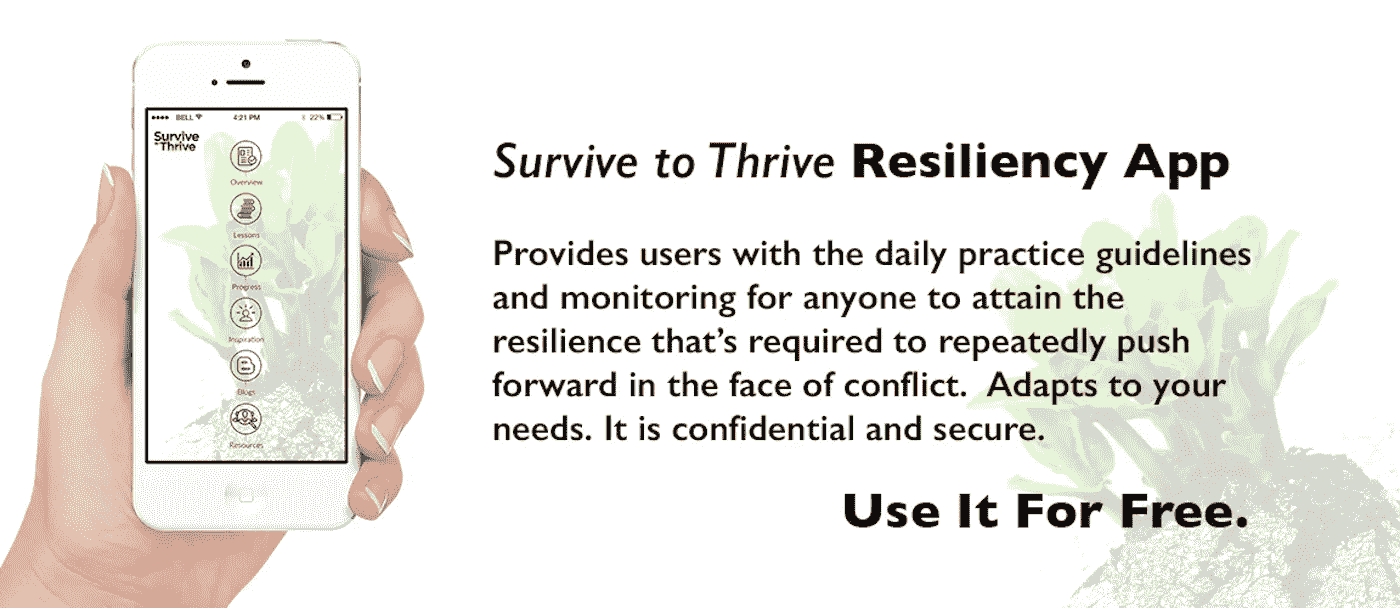 BELL 4:21 PM 22%
Survive
to Thrive
Overview
Lessons
Progress
Inspiration
Blogs
Resources
Survive to Thrive Resiliency App
Provides users with the daily practice guidelines
and monitoring for anyone to attain the
resilience that's required to repeatedly push
forward in the face of conflict.  Adapts to your
needs. It is confidential and secure.
Use It For Free.